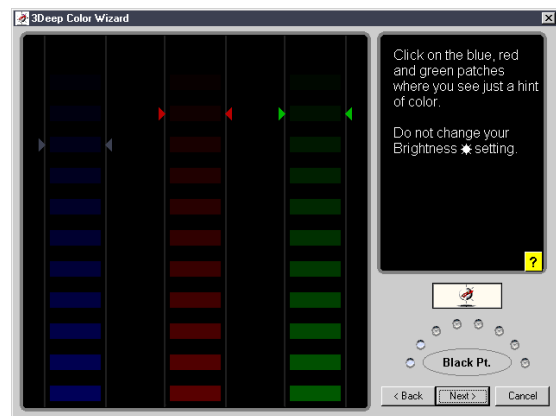 3Deep Color Wizard
Click on the blue, red
and green patches
where you see just a hint
of color.
Do not change your
Brightness setting.
?
Black Pt.
< Back
Next >
Cancel